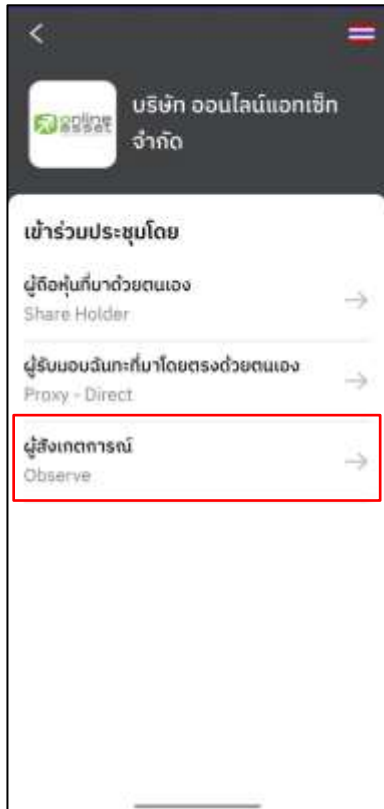 online
asset
บริษัท ออนไลน์แอทเซ็ท
จำกัด
เข้าร่วมประชุมโดย
ผู้ถือหุ้นที่มาด้วยตนเอง
Share Holder
ผู้รับมอบฉันทะที่มาโดยตรงด้วยตนเอง
Proxy - Direct
ผู้สังเกตการณ์
Observe